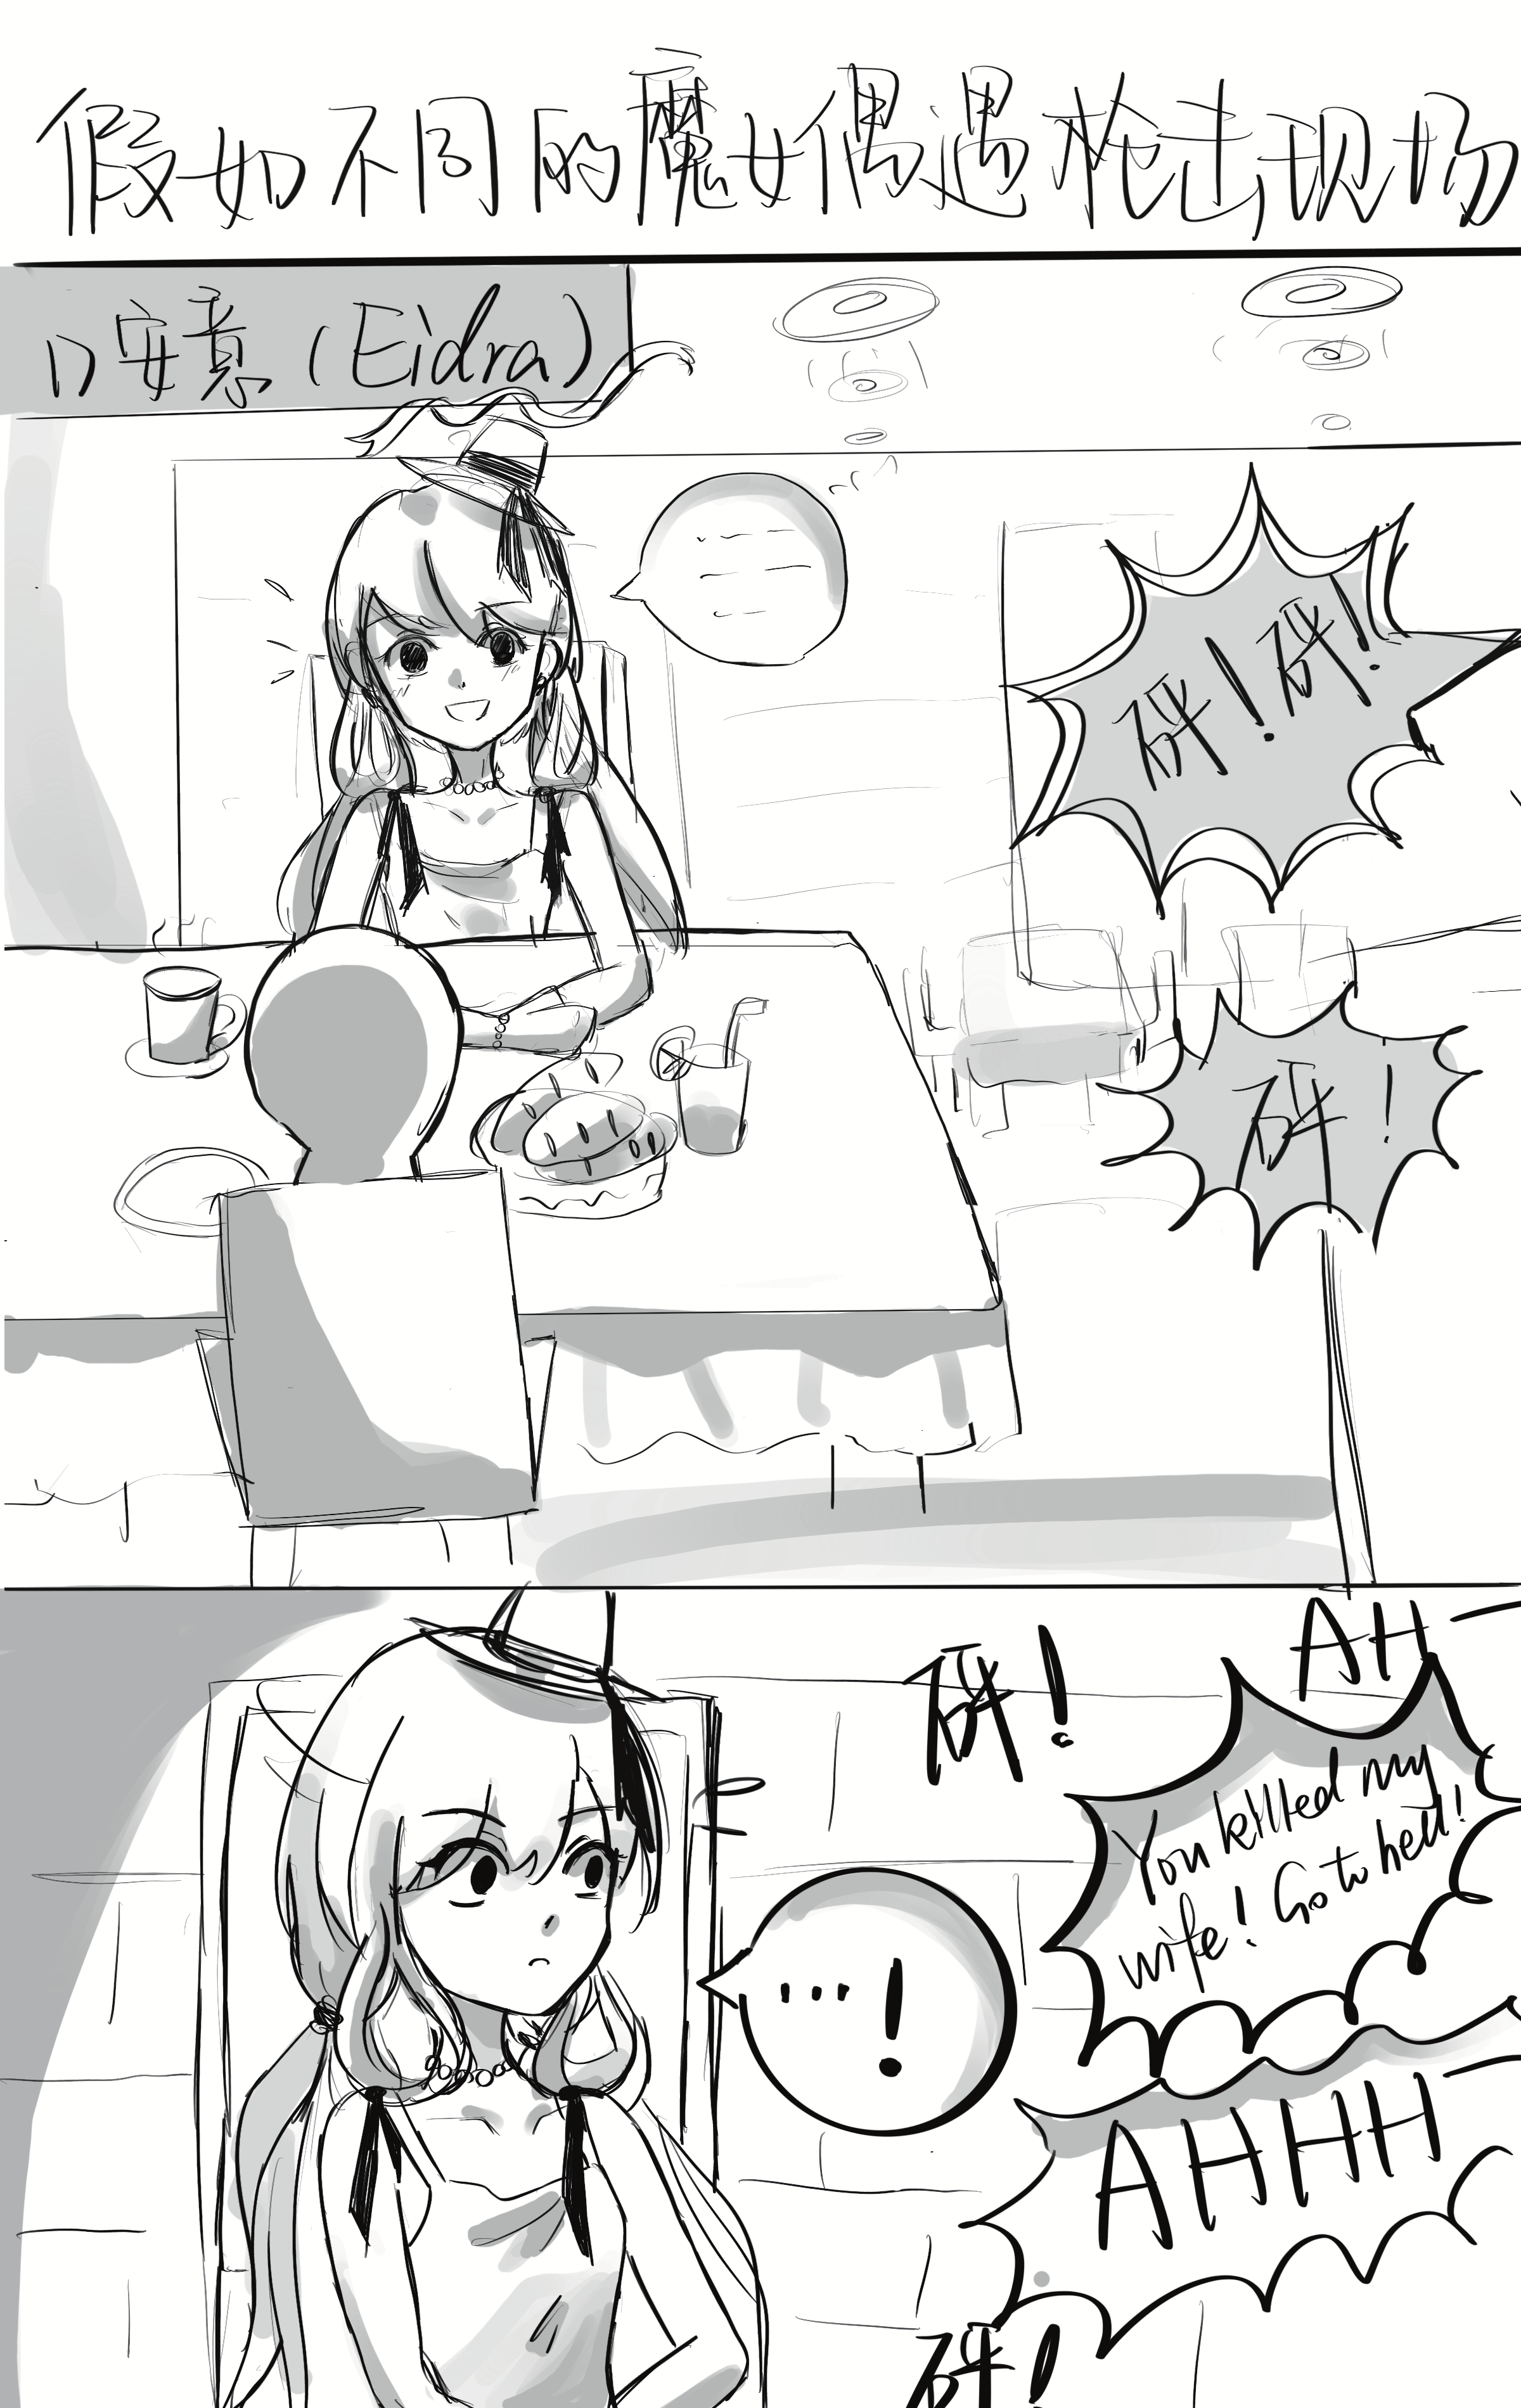 假如不同的魔女偶遇枪击现场
1) 安意 (Eidra)
砰！砰！
砰！
砰！
AH
You killed my
wife! Go to hell!
...!
AHHH
砰！